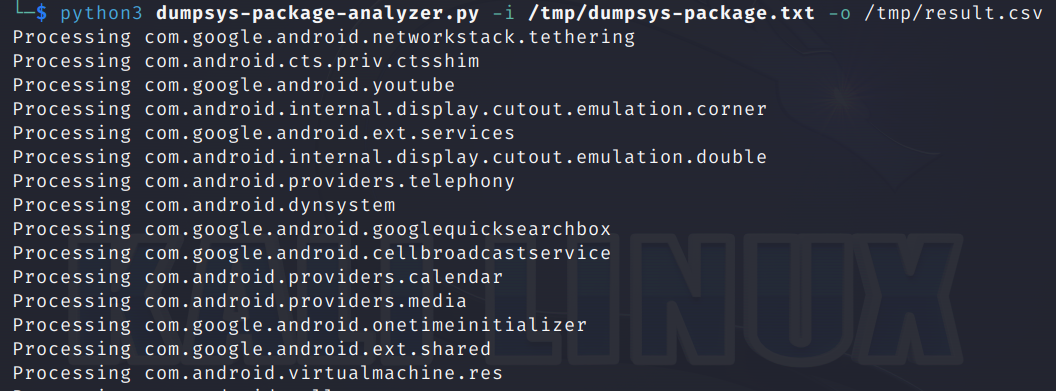 └─$ python3 dumpsys-package-analyzer.py -i /tmp/dumpsys-package.txt -o /tmp/result.csv
Processing com.google.android.networkstack.tethering
Processing com.android.cts.priv.ctsshim
Processing com.google.android.youtube
Processing com.android.internal.display.cutout.emulation.corner
Processing com.google.android.ext.services
Processing com.android.internal.display.cutout.emulation.double
Processing com.android.providers.telephony
Processing com.android.dynsystem
Processing com.google.android.googlequicksearchbox
Processing com.google.android.cellbroadcastservice
Processing com.android.providers.calendar
Processing com.android.providers.media
Processing com.google.android.onetimeinitializer
Processing com.google.android.ext.shared
Processing com.android.virtualmachine.res
KALI LINUX